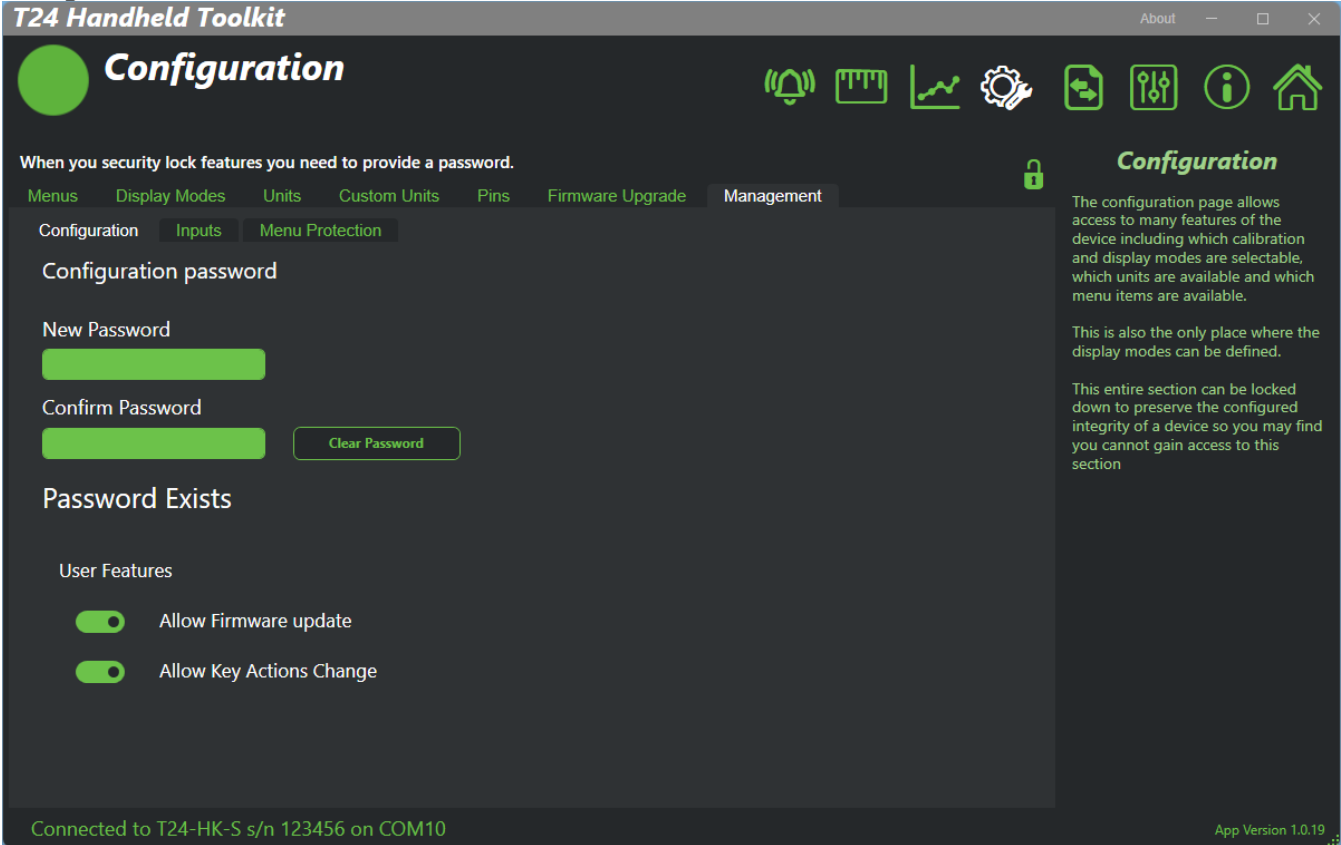 T24 Handheld Toolkit
About
Configuration
When you security lock features you need to provide a password.
Menus Display Modes Units Custom Units Pins Firmware Upgrade Management
Configuration Inputs Menu Protection
Configuration password
New Password
Confirm Password
Clear Password
Password Exists
User Features
Allow Firmware update
Allow Key Actions Change
Configuration
The configuration page allows
access to many features of the
device including which calibration
and display modes are selectable,
which units are available and which
menu items are available.
This is also the only place where the
display modes can be defined.
This entire section can be locked
down to preserve the configured
integrity of a device so you may find
you cannot gain access to this
section
Connected to T24-HK-S s/n 123456 on COM10
App Version 1.0.19